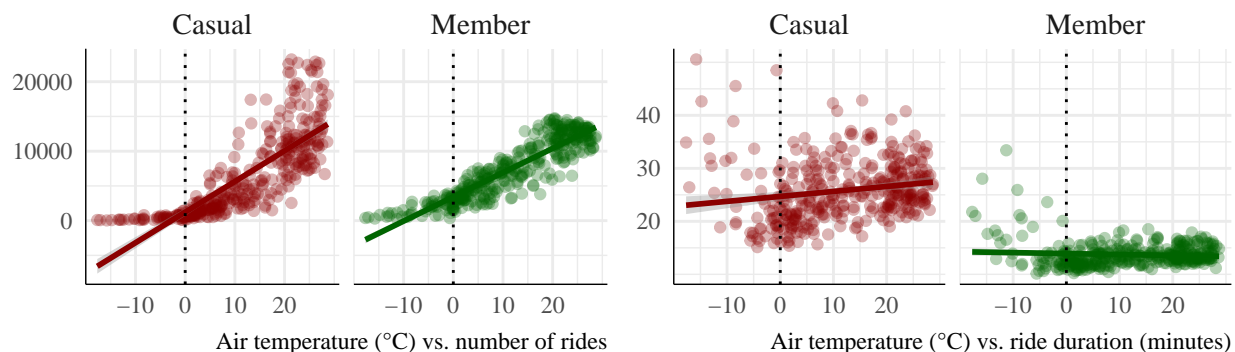 Casual
Member
20000
10000
0
−10 0 10 20
−10 0 10 20
Air temperature (°C) vs. number of rides
Casual
Member
40
30
20
−10 0 10 20
−10 0 10 20
Air temperature (°C) vs. ride duration (minutes)